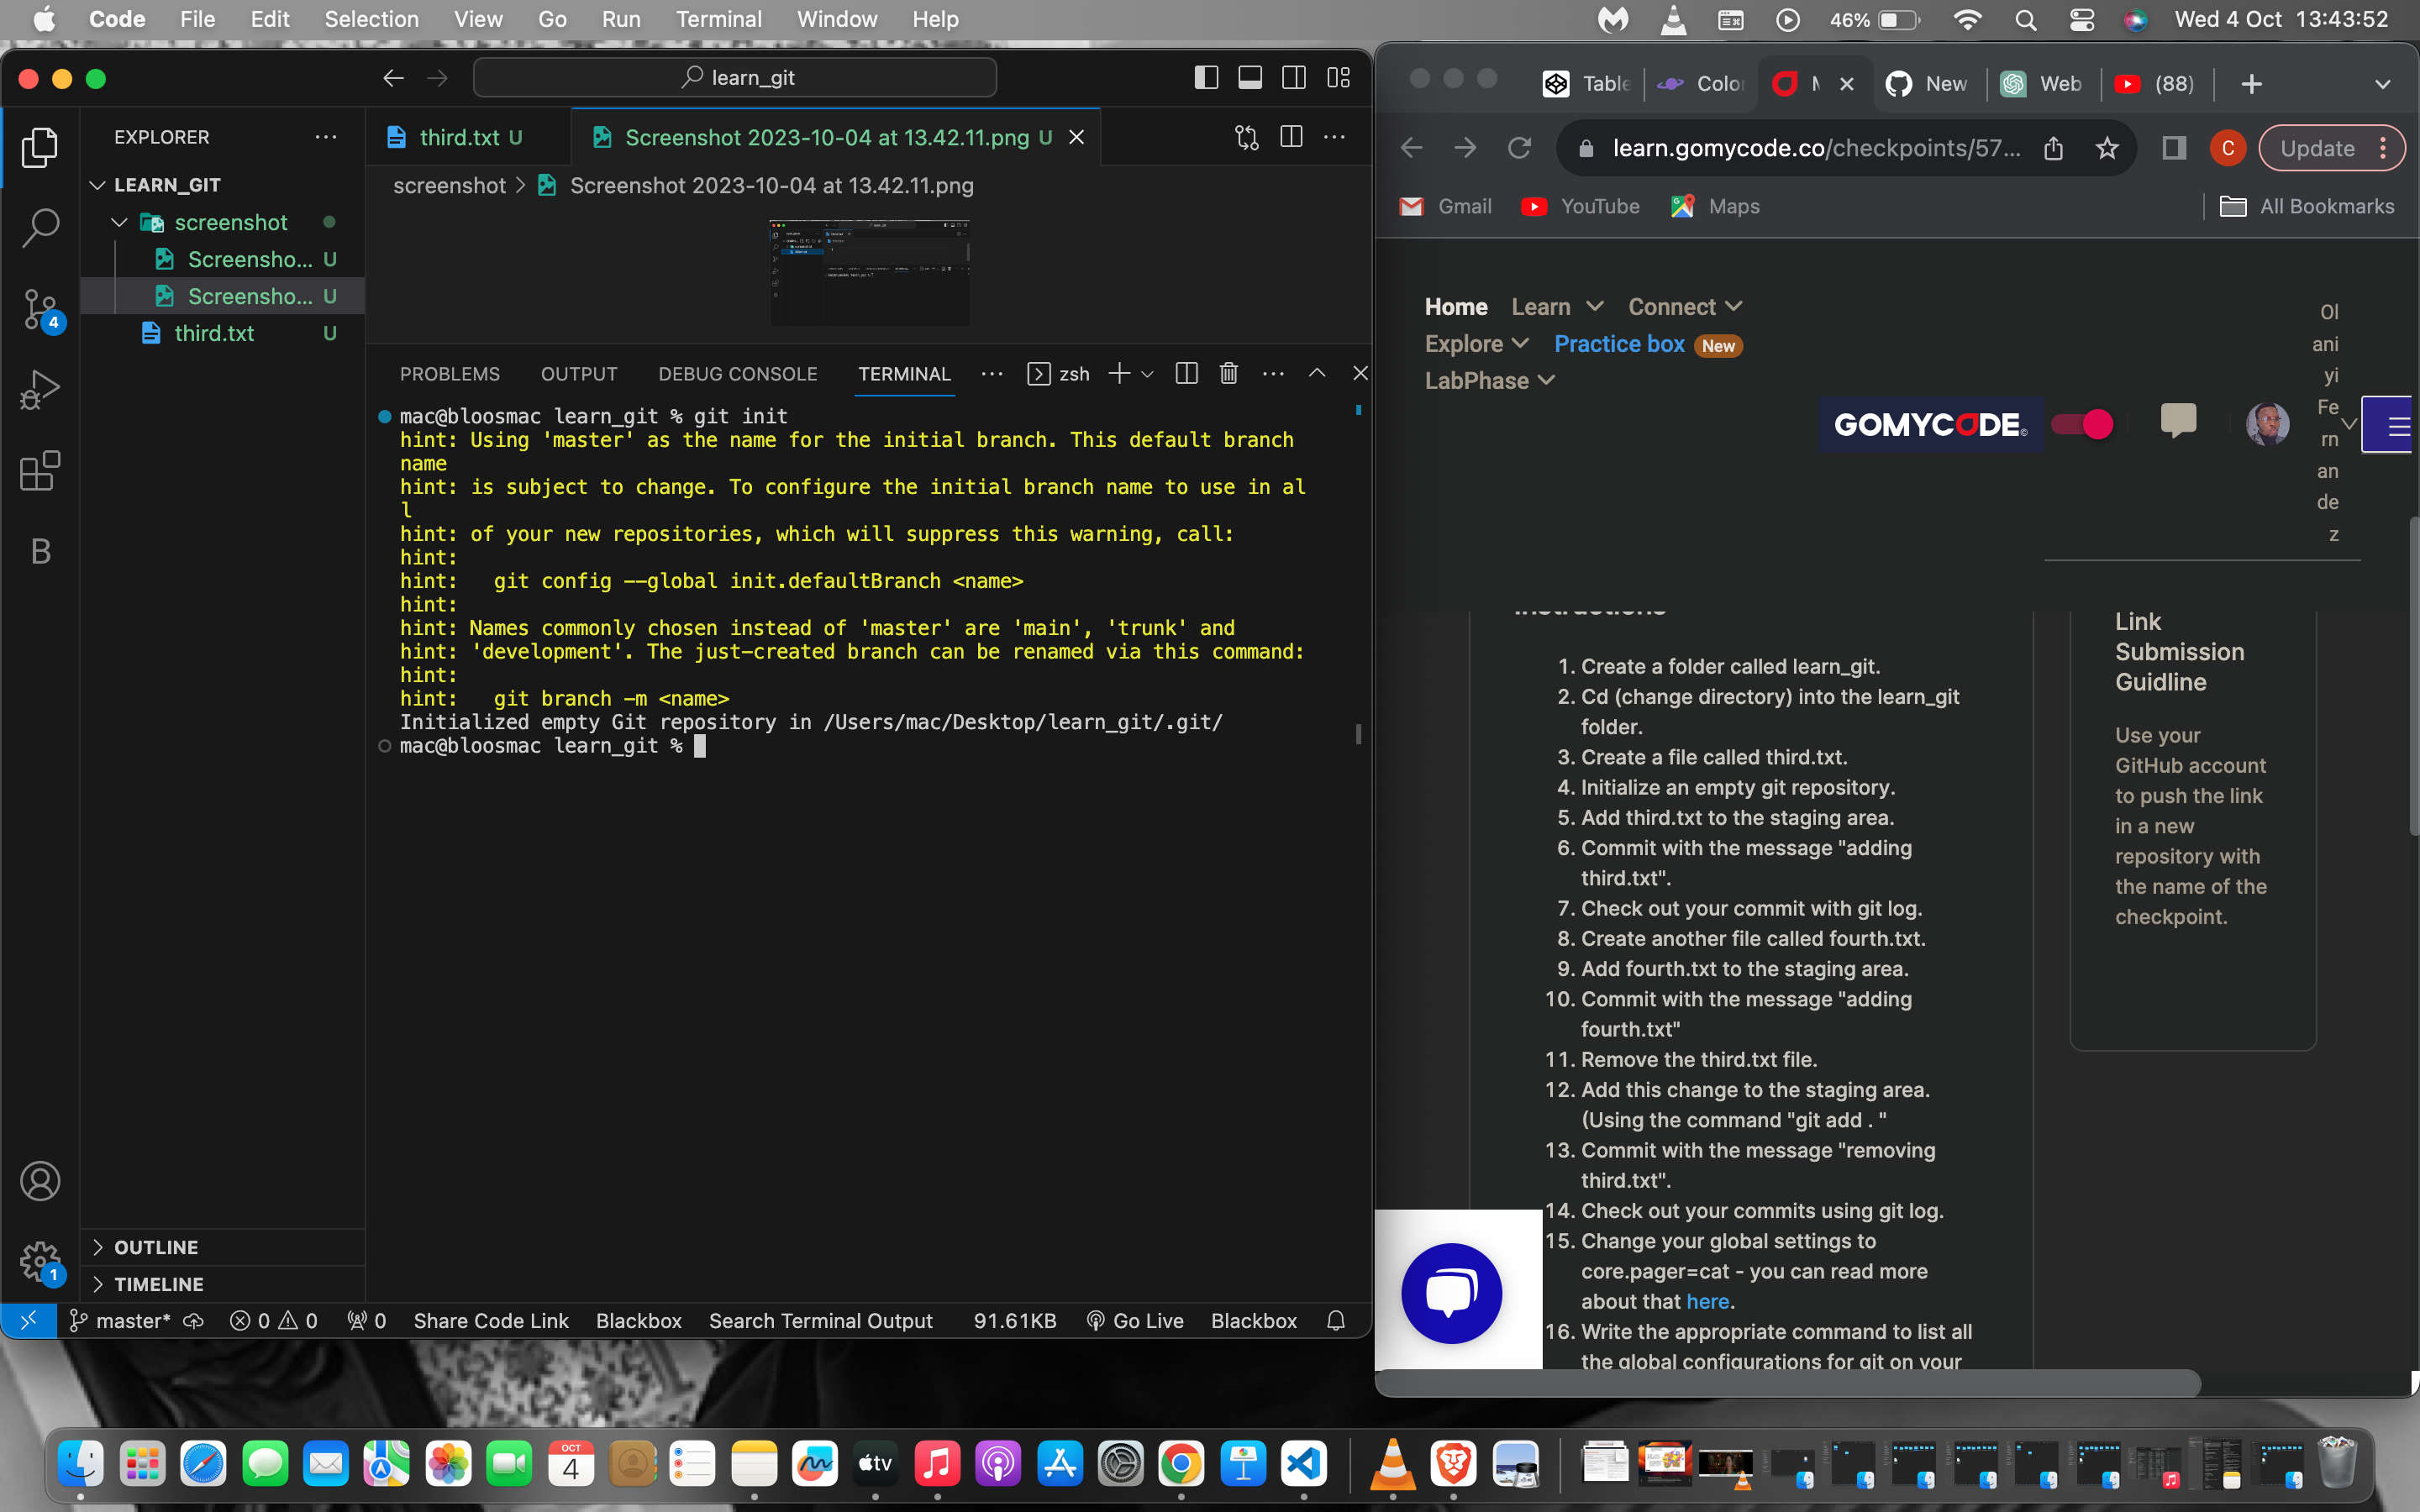 Code File Edit Selection View Go Run Terminal Window Help
46% Wed 4 Oct 13:43:52
learn_git
EXPLORER
LEARN_GIT
screenshot
Screensho... U
Screensho... U
third.txt U
4
B
1
OUTLINE
TIMELINE
third.txt U
Screenshot 2023-10-04 at 13.42.11.png U
screenshot > Screenshot 2023-10-04 at 13.42.11.png
PROBLEMS OUTPUT DEBUG CONSOLE TERMINAL zsh
mac@bloosmac learn_git % git init
hint: Using 'master' as the name for the initial branch. This default branch
name
hint: is subject to change. To configure the initial branch name to use in al
l
hint: of your new repositories, which will suppress this warning, call:
hint:
hint:   git config --global init.defaultBranch <name>
hint:
hint: Names commonly chosen instead of 'master' are 'main', 'trunk' and
hint: 'development'. The just-created branch can be renamed via this command:
hint:
hint:   git branch -m <name>
Initialized empty Git repository in /Users/mac/Desktop/learn_git/.git/
mac@bloosmac learn_git %
master* 0 0 0 Share Code Link Blackbox Search Terminal Output 91.61KB Go Live Blackbox
Table Color New Web (88)
learn.gomycode.co/checkpoints/57... C Update
Gmail YouTube Maps All Bookmarks
Home Learn Connect
Explore Practice box New
LabPhase
GOMYCODE
Ol
ani
yi
Fe
rn
an
de
z
Instructions
1. Create a folder called learn_git.
2. Cd (change directory) into the learn_git
folder.
3. Create a file called third.txt.
4. Initialize an empty git repository.
5. Add third.txt to the staging area.
6. Commit with the message "adding
third.txt".
7. Check out your commit with git log.
8. Create another file called fourth.txt.
9. Add fourth.txt to the staging area.
10. Commit with the message "adding
fourth.txt"
11. Remove the third.txt file.
12. Add this change to the staging area.
(Using the command "git add . "
13. Commit with the message "removing
third.txt".
14. Check out your commits using git log.
15. Change your global settings to
core.pager=cat - you can read more
about that here.
16. Write the appropriate command to list all
the global configurations for git on your
Link
Submission
Guidline
Use your
GitHub account
to push the link
in a new
repository with
the name of the
checkpoint.
OCT
4
tv